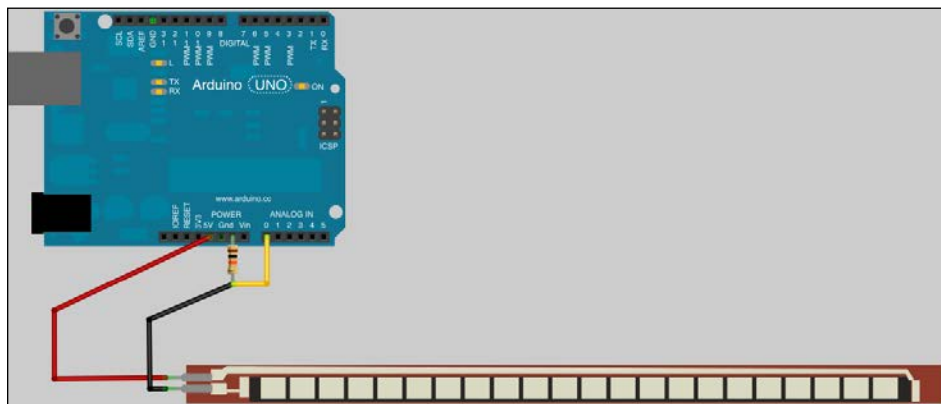 SCL
SDA
AREF
GND
13
12
PWM 11
PWM 10
PWM 9
8
DIGITAL
7
PWM 6
PWM 5
4
PWM 3
2
TX 1
RX 0
L
TX
RX
Arduino UNO
ON
1
ICSP
www.arduino.cc
POWER
ANALOG IN
IOREF
RESET
3V3
5V Gnd Vin
0 1 2 3 4 5